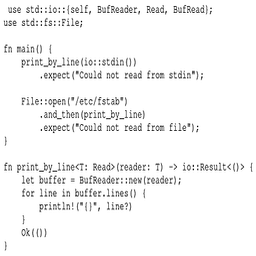 use std::io::{self, BufReader, Read, BufRead};
use std::fs::File;

fn main() {
    print_by_line(io::stdin())
        .expect("Could not read from stdin");

    File::open("/etc/fstab")
        .and_then(print_by_line)
        .expect("Could not read from file");
}

fn print_by_line<T: Read>(reader: T) -> io::Result<()> {
    let buffer = BufReader::new(reader);
    for line in buffer.lines() {
        println!("{}", line?)
    }
    Ok(())
}